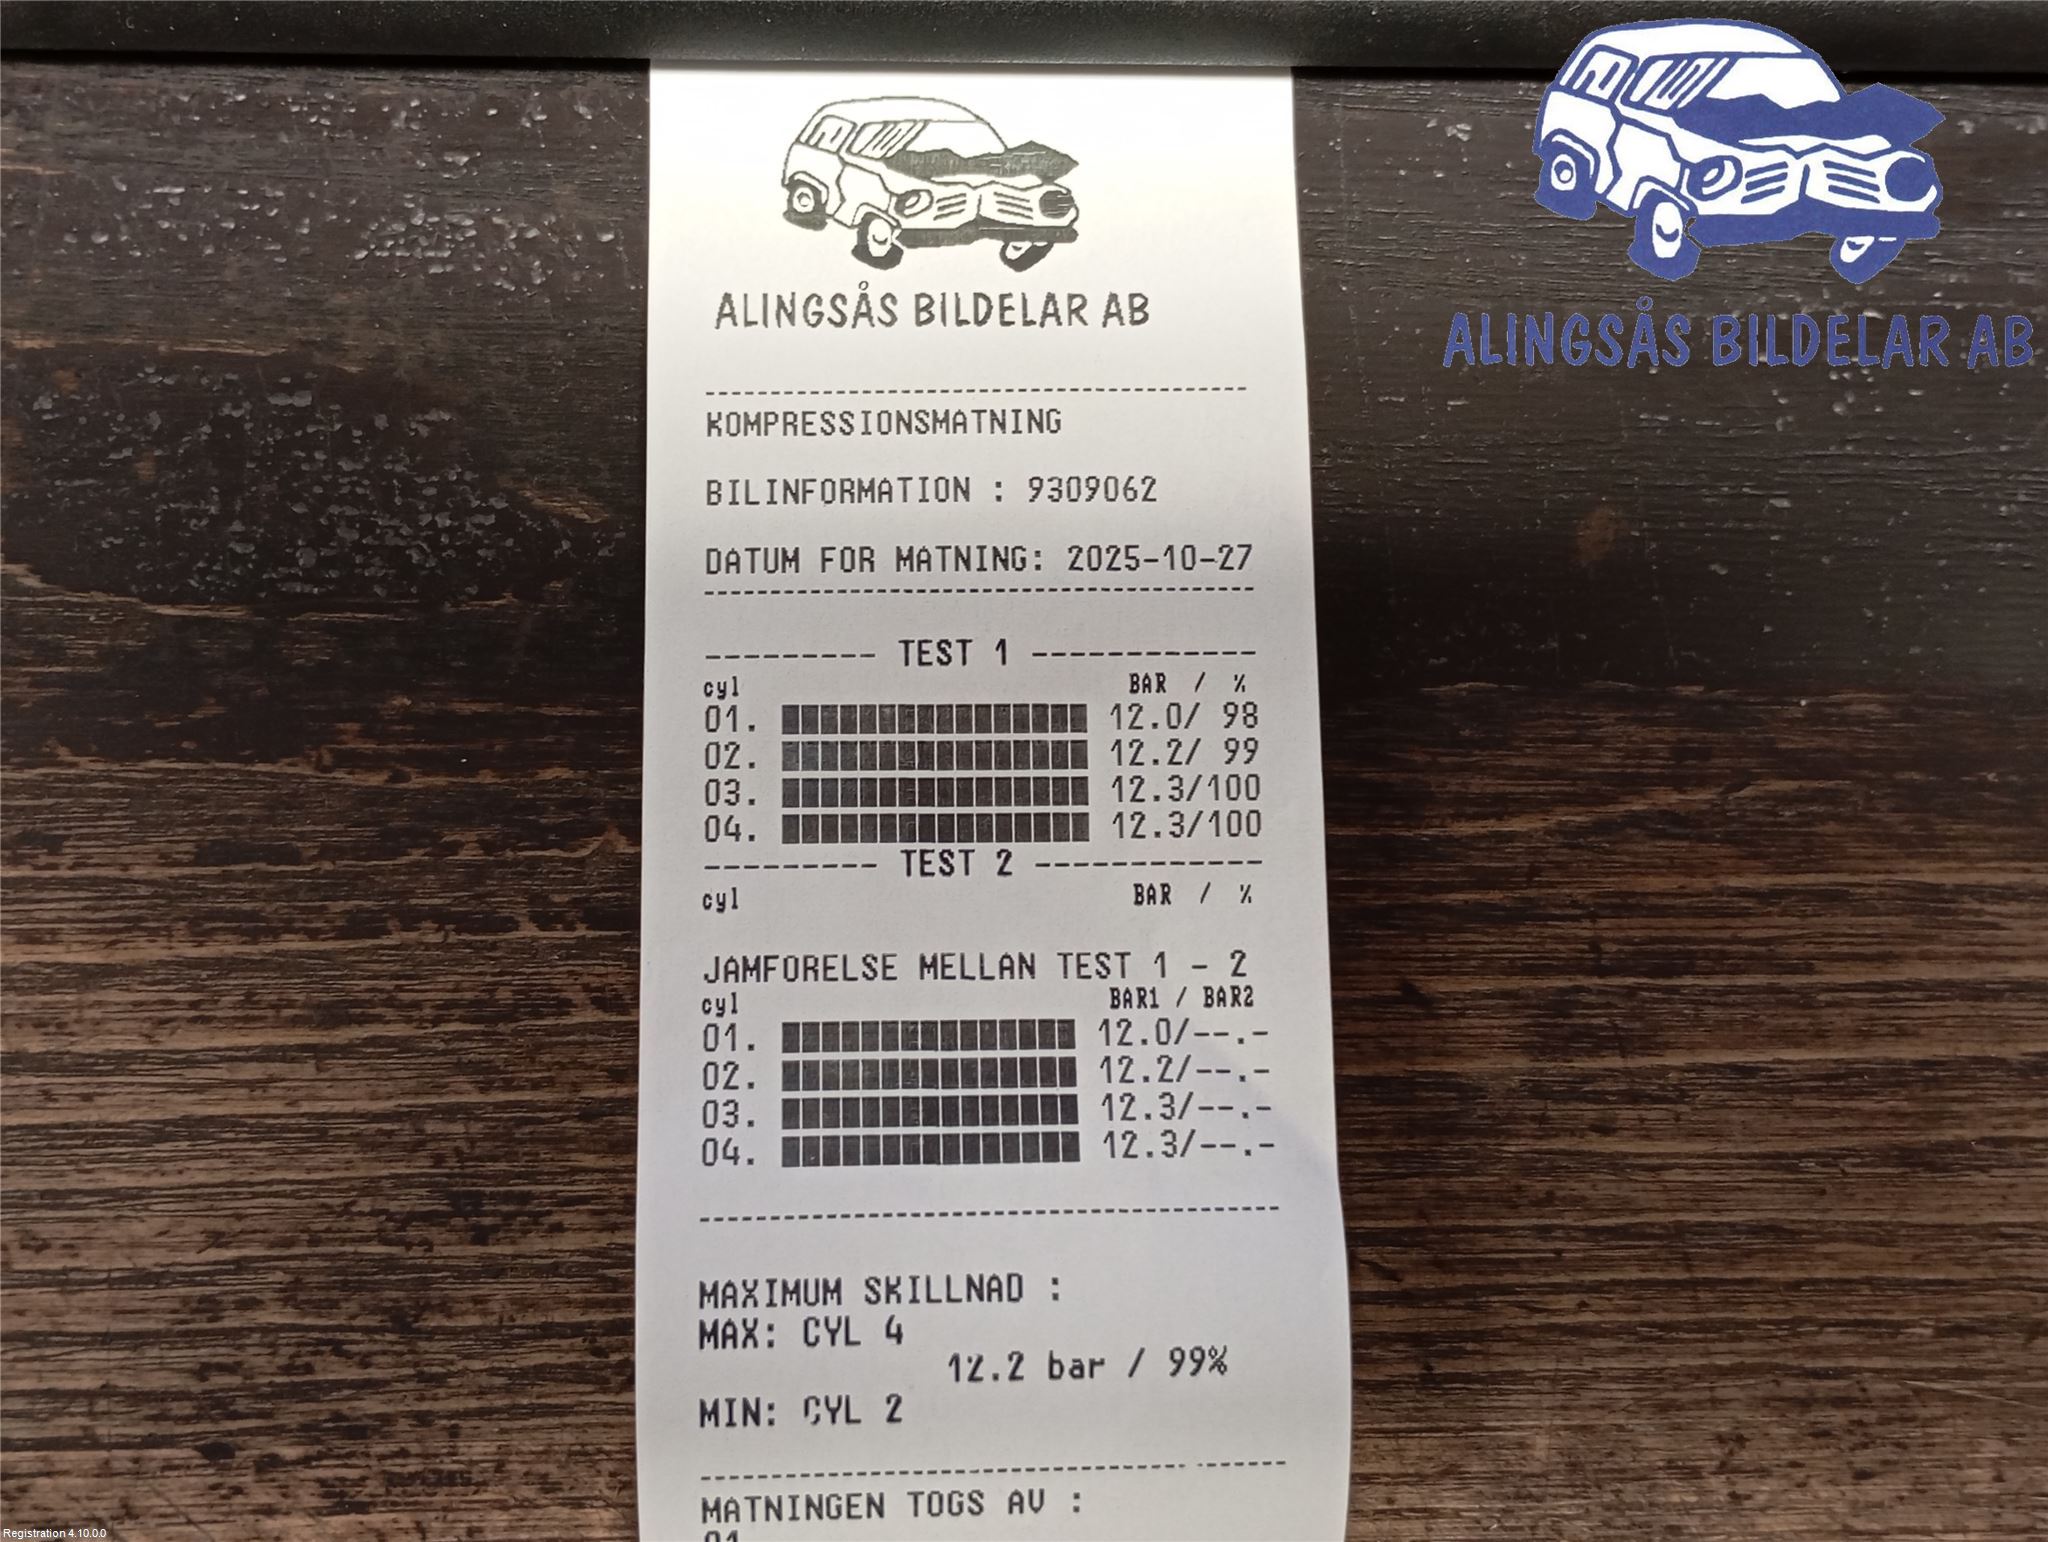 ALINGSÅS BILDELAR AB
ALINGSÅS BILDELAR AB
KOMPRESSIONSMATNING
BILINFORMATION : 9309062
DATUM FOR MATNING: 2025-10-27
--------- TEST 1 ------------
cyl BAR / %
01. 12.0/ 98
02. 12.2/ 99
03. 12.3/100
04. 12.3/100
--------- TEST 2 ------------
cyl BAR / %
JAMFORELSE MELLAN TEST 1 - 2
cyl BAR1 / BAR2
01. 12.0/--.-
02. 12.2/--.-
03. 12.3/--.-
04. 12.3/--.-
MAXIMUM SKILLNAD :
MAX: CYL 4
12.2 bar / 99%
MIN: CYL 2
MATNINGEN TOGS AV :
Registration 4.10.0.0